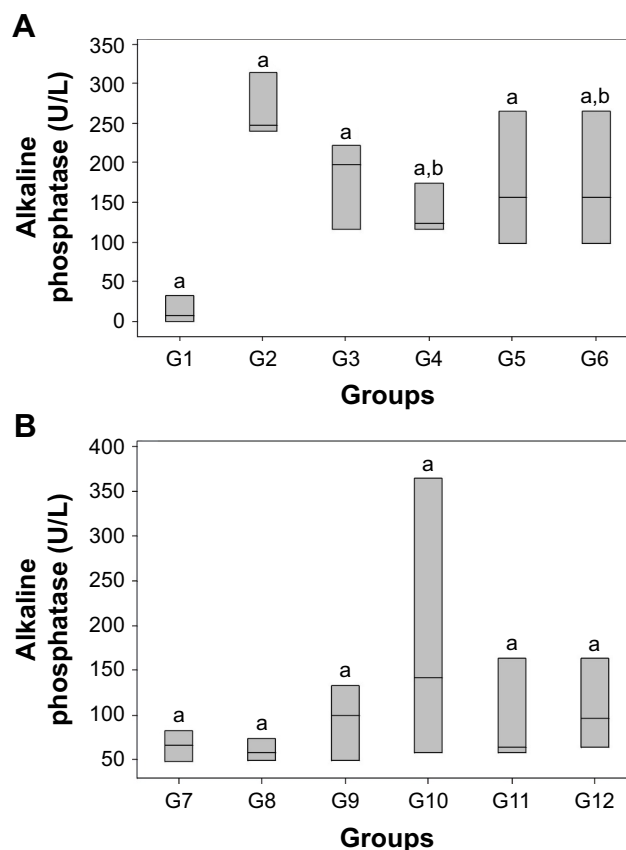 A
Alkaline
phosphatase (U/L)
350
300
250
200
150
100
50
0
a
a
a
a,b
a
a,b
G1 G2 G3 G4 G5 G6
Groups
B
Alkaline
phosphatase (U/L)
400
350
300
250
200
150
100
50
a
a
a
a
a
a
G7 G8 G9 G10 G11 G12
Groups